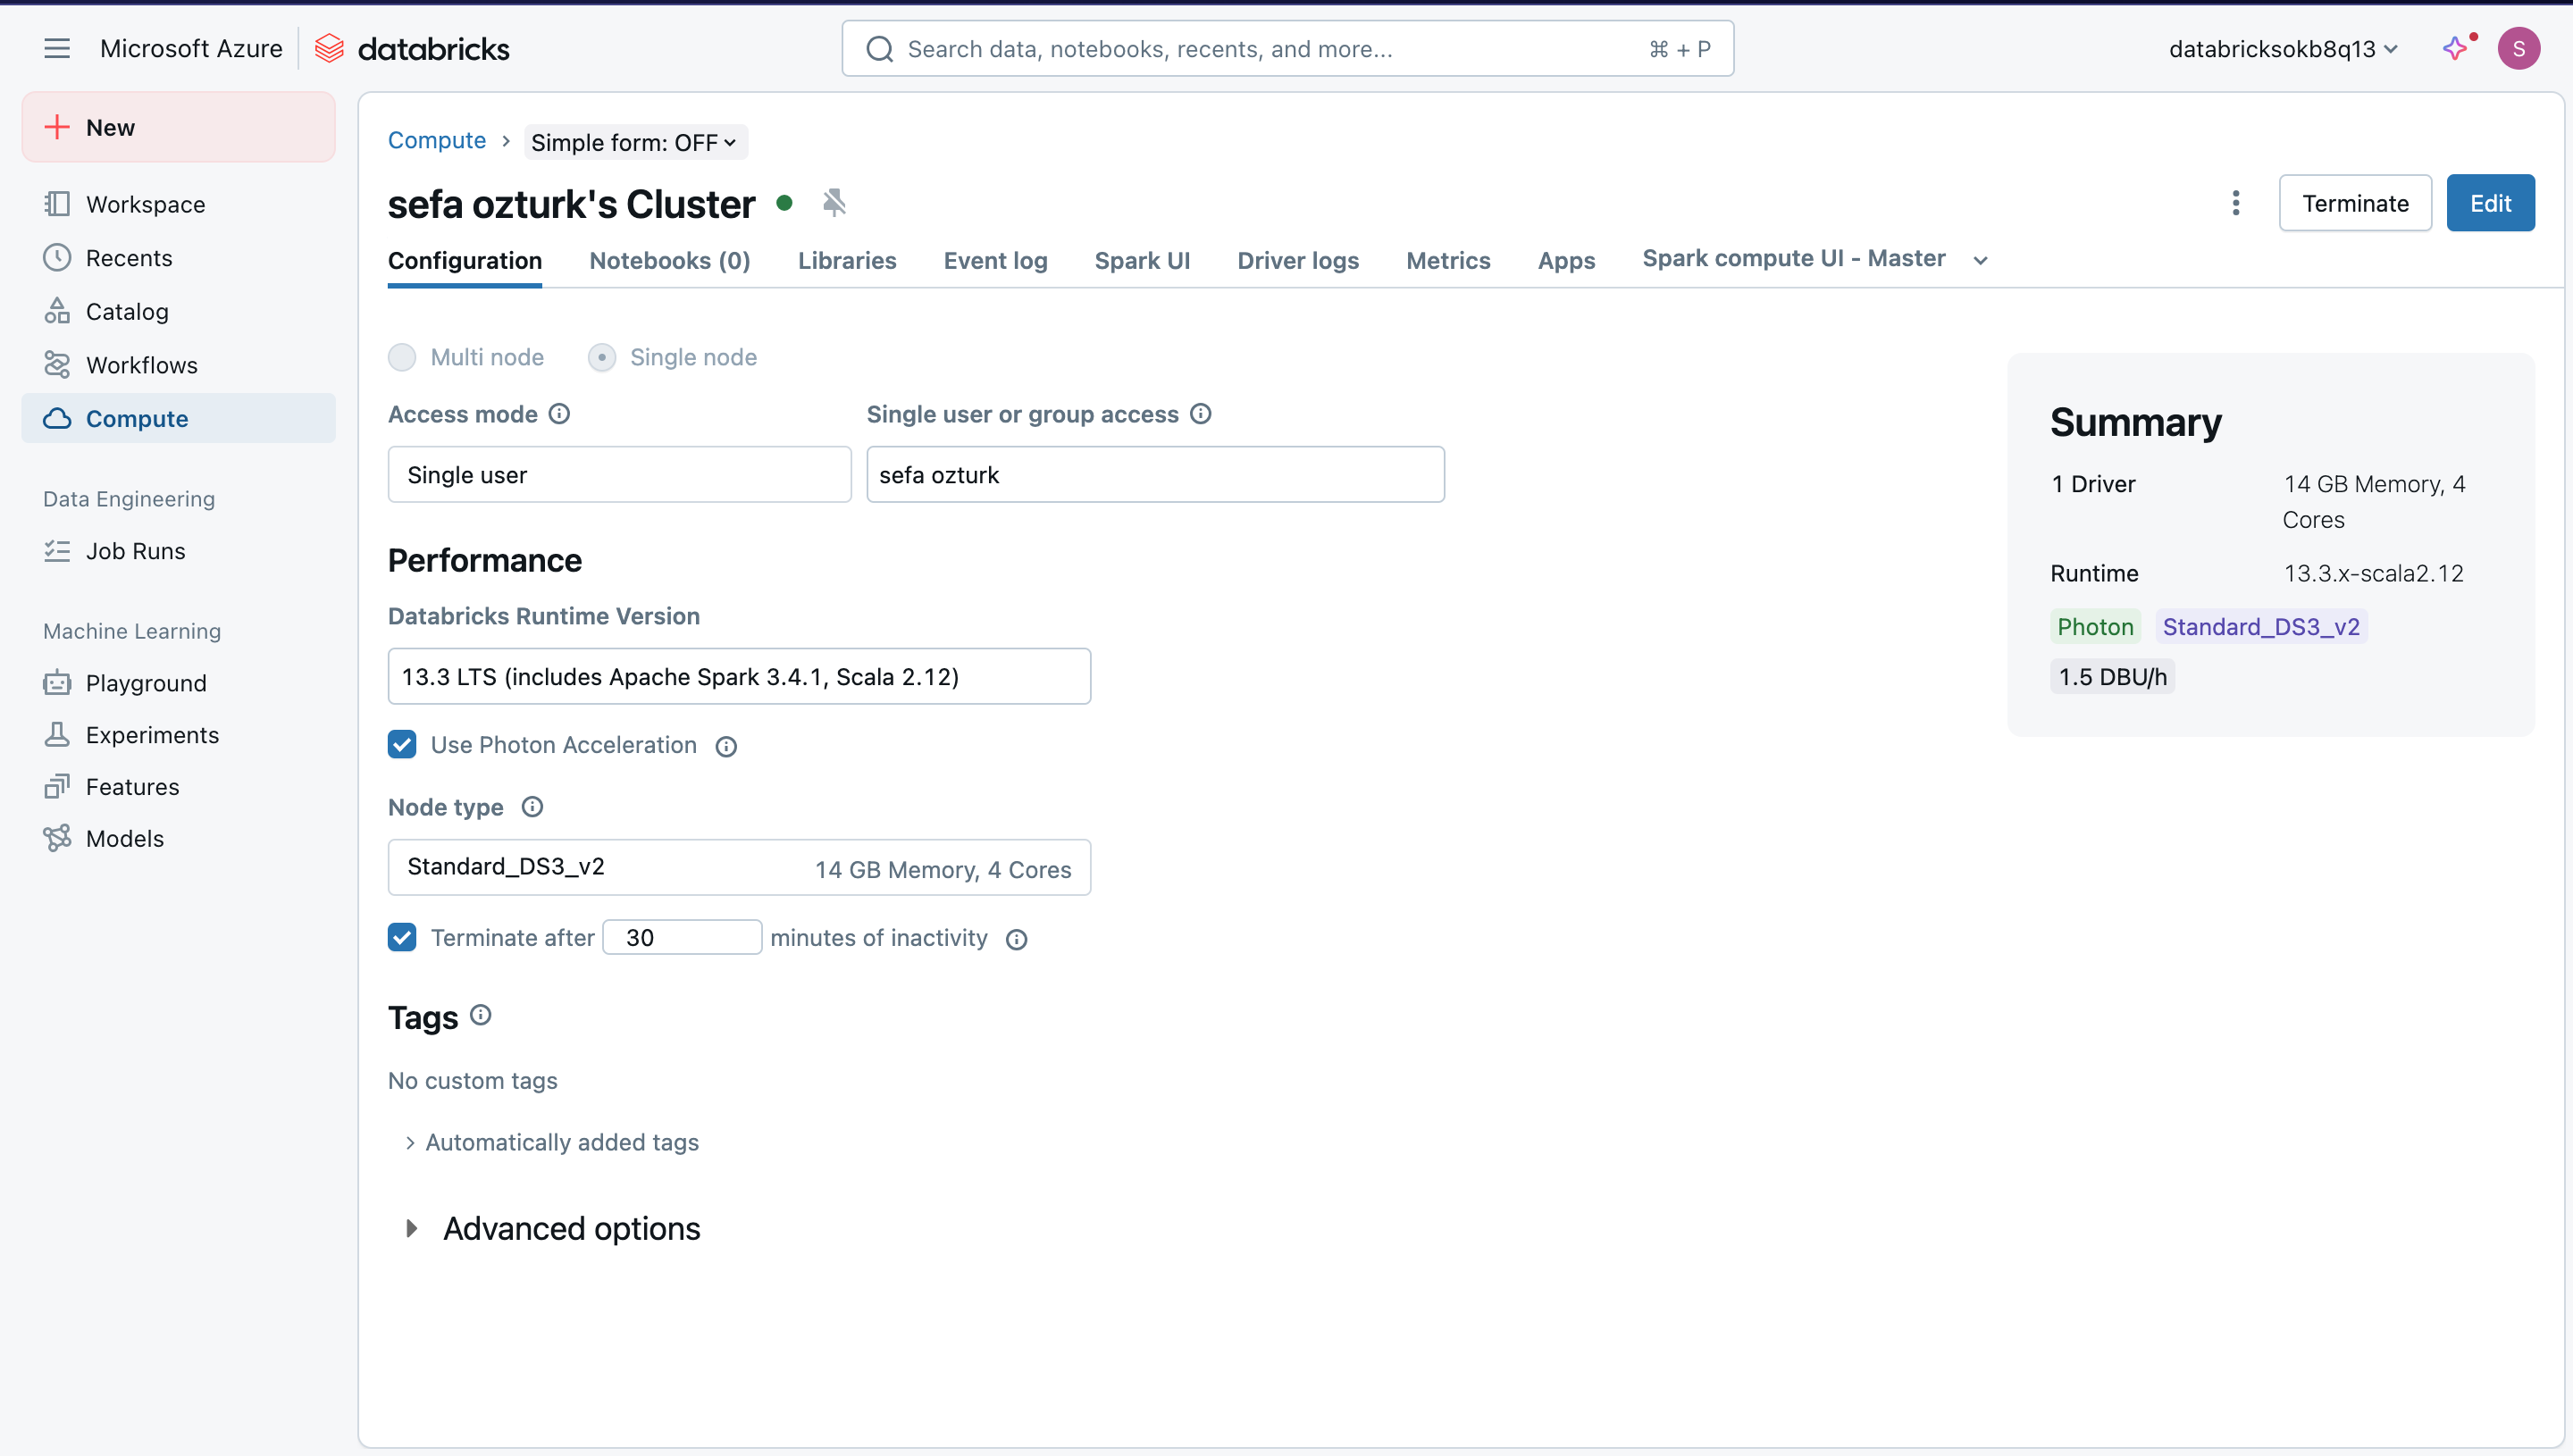 Microsoft Azure databricks
Search data, notebooks, recents, and more... ⌘ + P
databricksokb8q13
S
New
Workspace
Recents
Catalog
Workflows
Compute
Data Engineering
Job Runs
Machine Learning
Playground
Experiments
Features
Models
Compute > Simple form: OFF
sefa ozturk's Cluster
Terminate
Edit
Configuration Notebooks (0) Libraries Event log Spark UI Driver logs Metrics Apps Spark compute UI - Master
Multi node Single node
Access mode Single user or group access
Single user sefa ozturk
Performance
Databricks Runtime Version
13.3 LTS (includes Apache Spark 3.4.1, Scala 2.12)
Use Photon Acceleration
Node type
Standard_DS3_v2 14 GB Memory, 4 Cores
Terminate after 30 minutes of inactivity
Tags
No custom tags
Automatically added tags
Advanced options
Summary
1 Driver 14 GB Memory, 4
Cores
Runtime 13.3.x-scala2.12
Photon Standard_DS3_v2
1.5 DBU/h